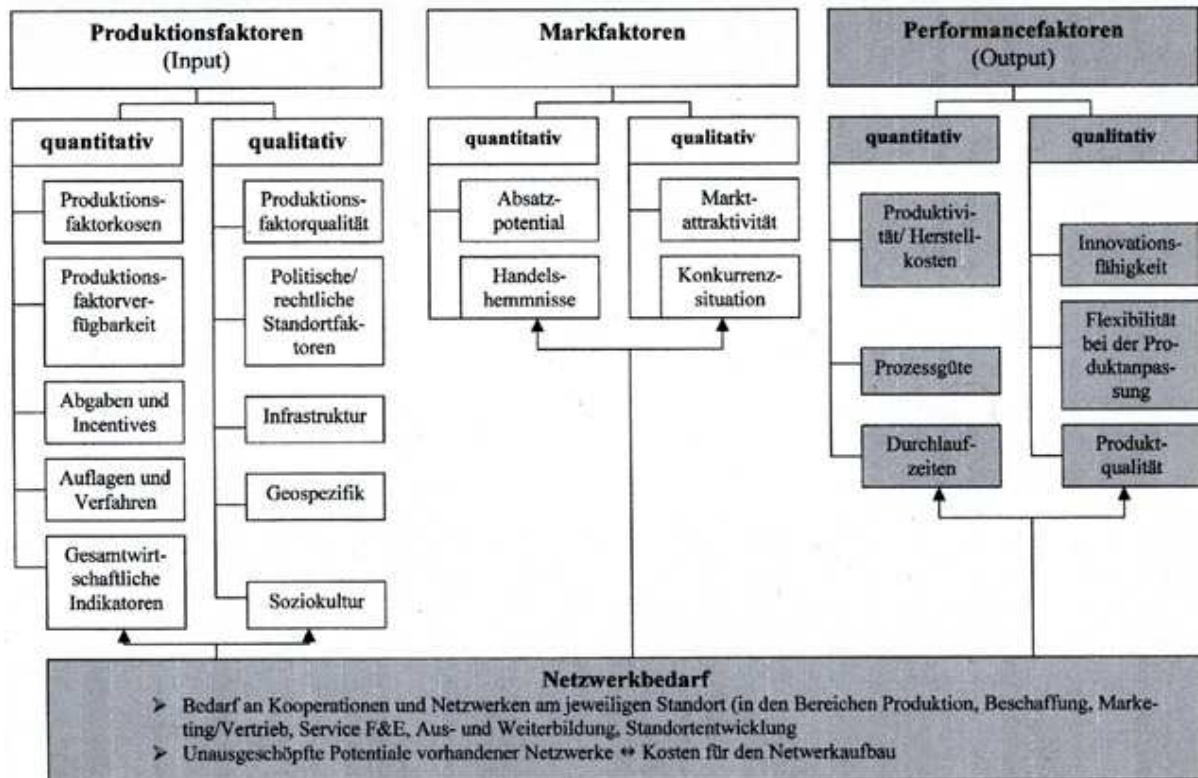 Produktionsfaktoren
(Input)
quantitativ
Produktions-
faktorkosen
Produktions-
faktorver-
fügbarkeit
Abgaben und
Incentives
Auflagen und
Verfahren
Gesamtwirt-
schaftliche
Indikatoren
qualitativ
Produktions-
faktorqualität
Politische/
rechtliche
Standortfak-
toren
Infrastruktur
Geospezifik
Soziokultur
Markfaktoren
quantitativ
Absatz-
potential
Handels-
hemmnisse
qualitativ
Markt-
attraktivität
Konkurrenz-
situation
Performancefaktoren
(Output)
quantitativ
Produktivi-
tät/ Herstell-
kosten
Prozessgüte
Durchlauf-
zeiten
qualitativ
Innovations-
fähigkeit
Flexibilität
bei der Pro-
duktanpas-
sung
Produkt-
qualität
Netzwerkbedarf
➤ Bedarf an Kooperationen und Netzwerken am jeweiligen Standort (in den Bereichen Produktion, Beschaffung, Marke-
ting/Vertrieb, Service F&E, Aus- und Weiterbildung, Standortentwicklung
➤ Unausgeschöpfte Potentiale vorhandener Netzwerke ⇔ Kosten für den Netwerkaufbau